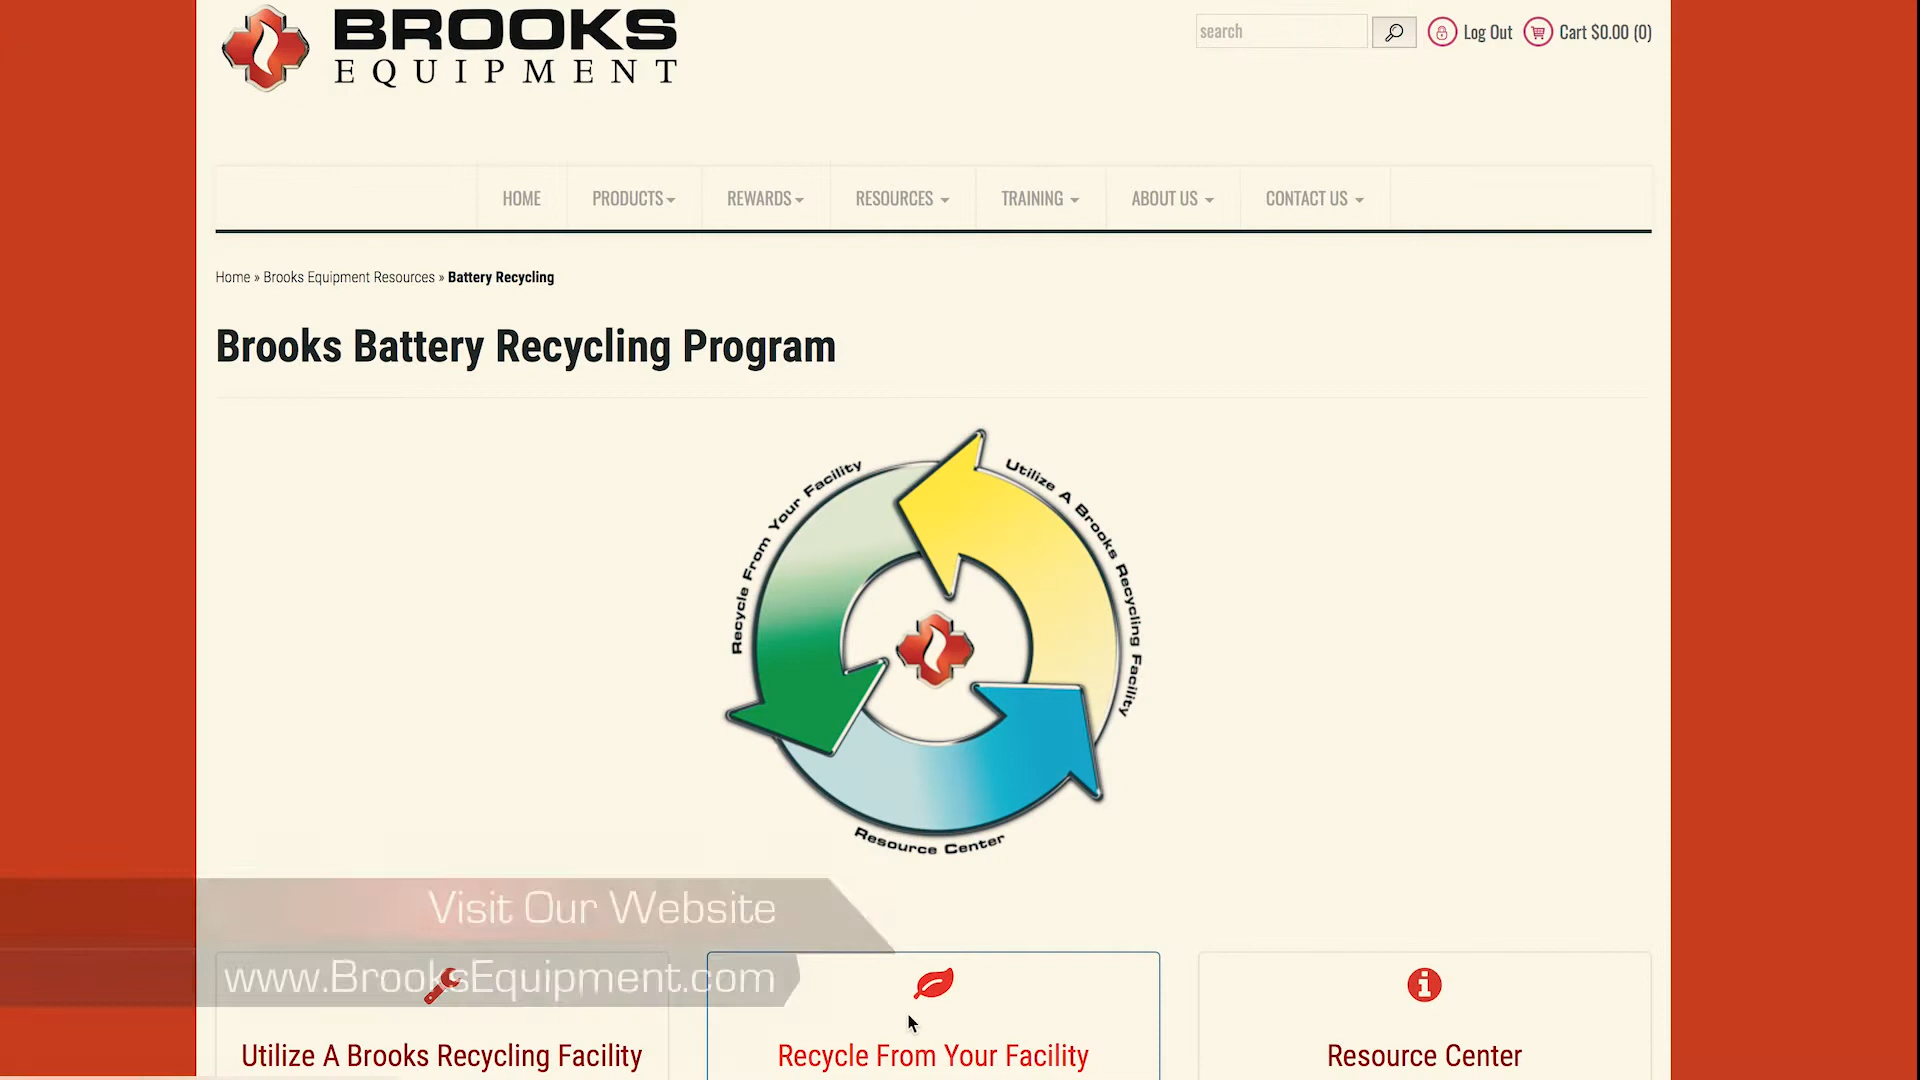 BROOKS
EQUIPMENT
search
Log Out
Cart $0.00 (0)
HOME
PRODUCTS
REWARDS
RESOURCES
TRAINING
ABOUT US
CONTACT US
Home » Brooks Equipment Resources » Battery Recycling
Brooks Battery Recycling Program
Recycle From Your Facility
Utilize A Brooks Recycling Facility
Resource Center
Visit Our Website
www.BrooksEquipment.com
Utilize A Brooks Recycling Facility
Recycle From Your Facility
Resource Center